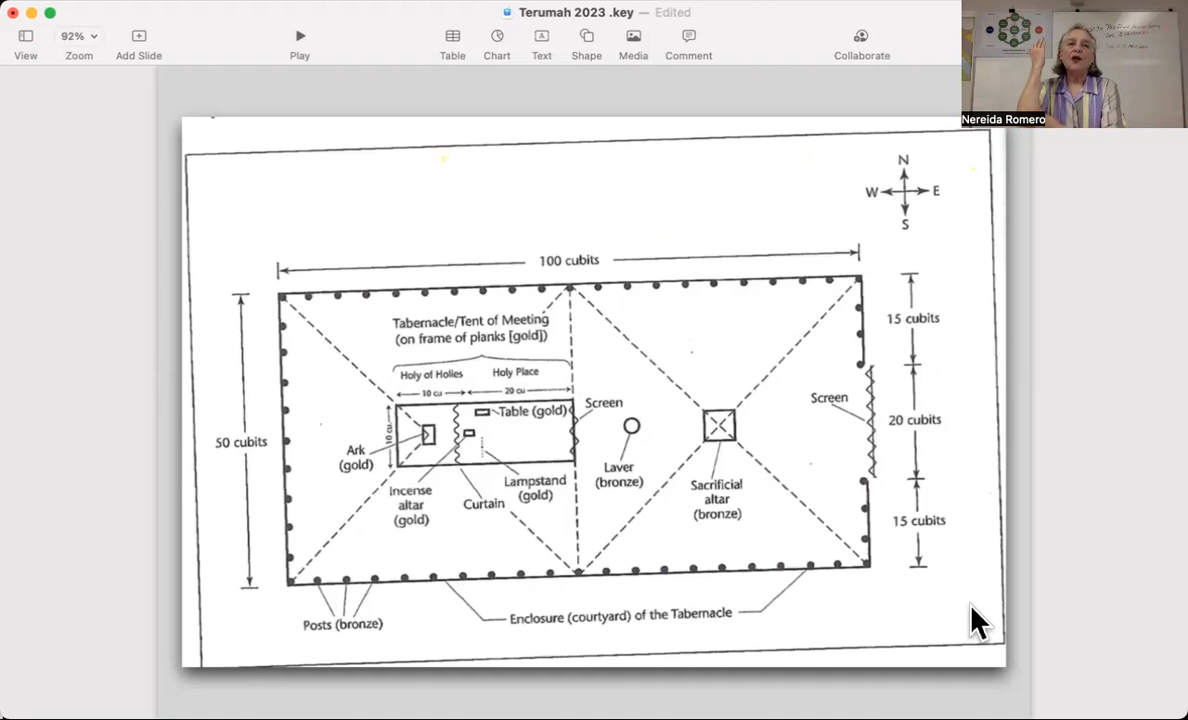 Terumah 2023 .key — Edited
92%
View
Zoom
Add Slide
Play
Table
Chart
Text
Shape
Media
Comment
Collaborate
Nereida Romero
N
W
E
S
100 cubits
15 cubits
Tabernacle/Tent of Meeting
(on frame of planks [gold])
Holy of Holies
Holy Place
10 cu
20 cu
Table (gold)
Screen
Screen
20 cubits
50 cubits
10 cu
Ark
(gold)
Laver
(bronze)
Incense
altar
(gold)
Curtain
Lampstand
(gold)
Sacrificial
altar
(bronze)
15 cubits
Posts (bronze)
Enclosure (courtyard) of the Tabernacle